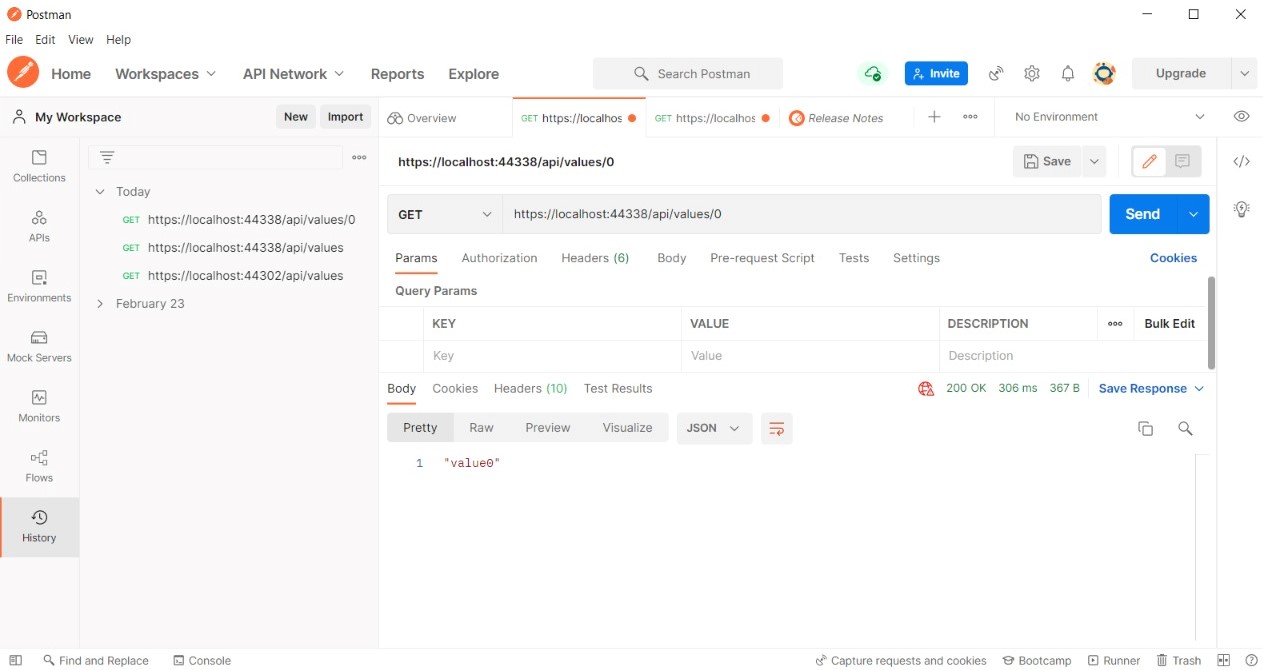 Postman
File Edit View Help
Home Workspaces API Network Reports Explore Search Postman Invite Upgrade
My Workspace New Import Overview GET https://localhos GET https://localhos Release Notes No Environment
https://localhost:44338/api/values/0 Save
Collections
APIs
Environments
Mock Servers
Monitors
Flows
History
Today
GET https://localhost:44338/api/values/0
GET https://localhost:44338/api/values
GET https://localhost:44302/api/values
February 23
GET https://localhost:44338/api/values/0 Send
Params Authorization Headers (6) Body Pre-request Script Tests Settings Cookies
Query Params
KEY VALUE DESCRIPTION Bulk Edit
Key Value Description
Body Cookies Headers (10) Test Results 200 OK 306 ms 367 B Save Response
Pretty Raw Preview Visualize JSON
1 "value0"
Find and Replace Console Capture requests and cookies Bootcamp Runner Trash